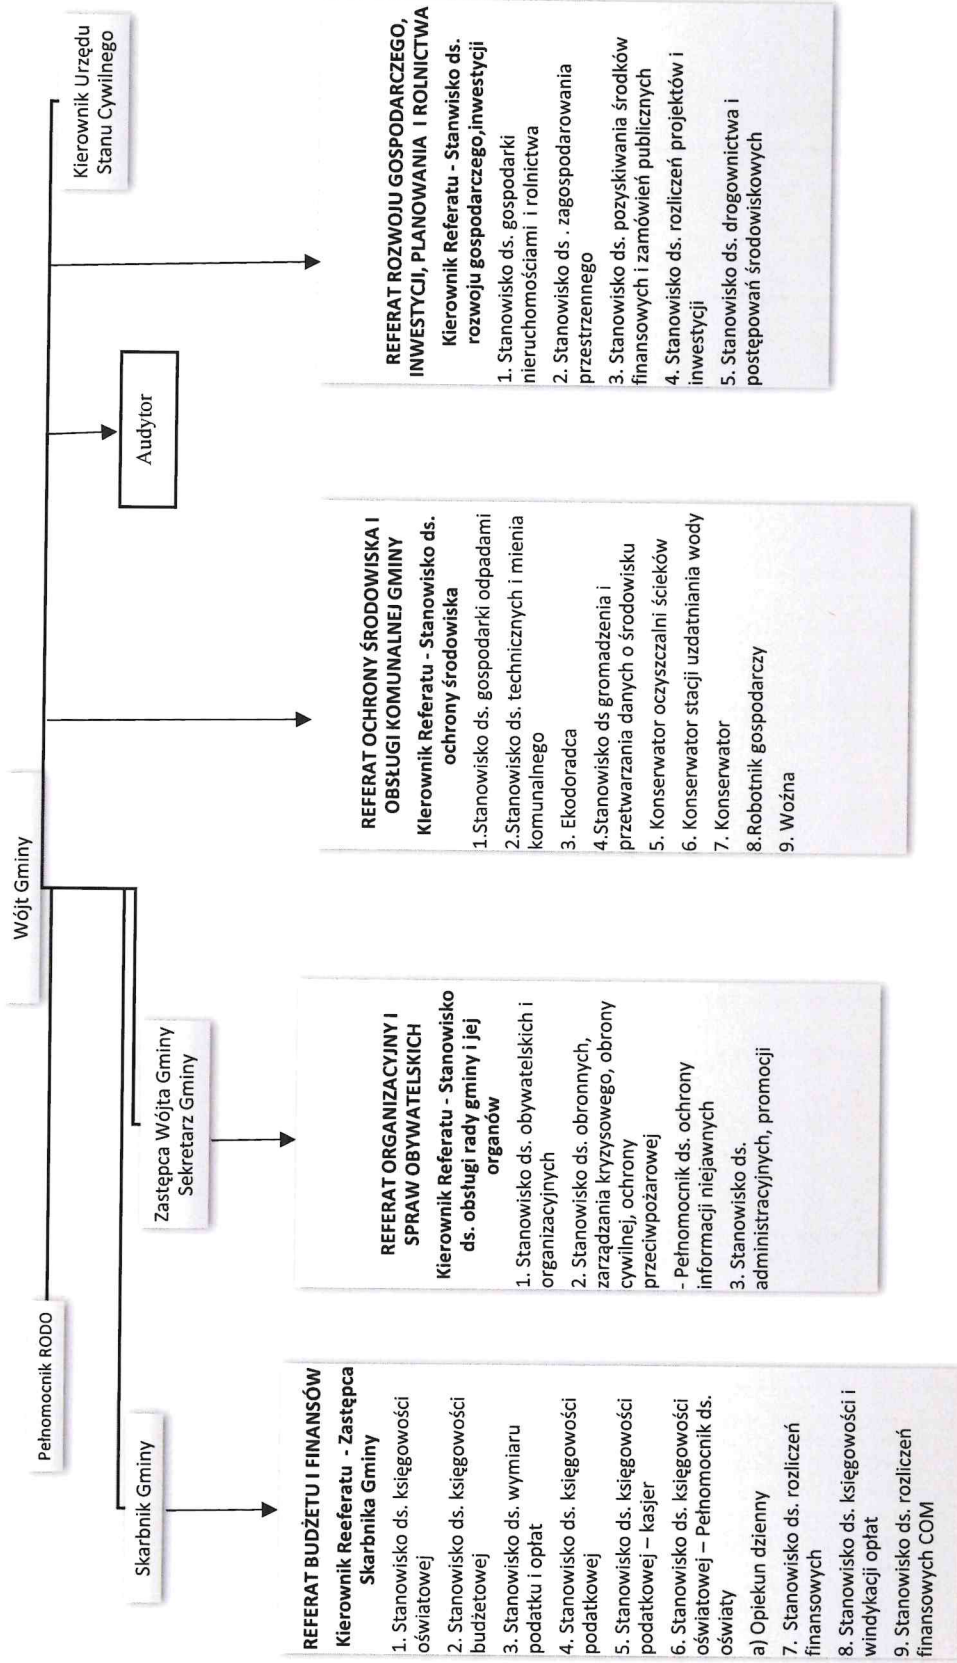 Wójt Gminy
Pełnomocnik RODO
Kierownik Urzędu
Stanu Cywilnego
Skarbnik Gminy
Zastępca Wójta Gminy
Sekretarz Gminy
Audytor
REFERAT BUDŻETU I FINANSÓW
Kierownik Reeferatu - Zastępca
Skarbnika Gminy
1. Stanowisko ds. księgowości
oświatowej
2. Stanowisko ds. księgowości
budżetowej
3. Stanowisko ds. wymiaru
podatku i opłat
4. Stanowisko ds. księgowości
podatkowej
5. Stanowisko ds. księgowości
podatkowej – kasjer
6. Stanowisko ds. księgowości
oświatowej – Pełnomocnik ds.
oświaty
a) Opiekun dzienny
7. Stanowisko ds. rozliczeń
finansowych
8. Stanowisko ds. księgowości i
windykacji opłat
9. Stanowisko ds. rozliczeń
finansowych COM
REFERAT ORGANIZACYJNY I
SPRAW OBYWATELSKICH
Kierownik Referatu - Stanowisko
ds. obsługi rady gminy i jej
organów
1. Stanowisko ds. obywatelskich i
organizacyjnych
2. Stanowisko ds. obronnych,
zarządzania kryzysowego, obrony
cywilnej, ochrony
przeciwpożarowej
- Pełnomocnik ds. ochrony
informacji niejawnych
3. Stanowisko ds.
administracyjnych, promocji
REFERAT OCHRONY ŚRODOWISKA I
OBSŁUGI KOMUNALNEJ GMINY
KIerownik Referatu - Stanowisko ds.
ochrony środowiska
1.Stanowisko ds. gospodarki odpadami
2.Stanowisko ds. technicznych i mienia
komunalnego
3. Ekodoradca
4.Stanowisko ds gromadzenia i
przetwarzania danych o środowisku
5. Konserwator oczyszczalni ścieków
6. Konserwator stacji uzdatniania wody
7. Konserwator
8.Robotnik gospodarczy
9. Woźna
REFERAT ROZWOJU GOSPODARCZEGO,
INWESTYCJI, PLANOWANIA I ROLNICTWA
Kierownik Referatu - Stanwisko ds.
rozwoju gospodarczego,inwestycji
1. Stanowisko ds. gospodarki
nieruchomościami i rolnictwa
2. Stanowisko ds . zagospodarowania
przestrzennego
3. Stanowisko ds. pozyskiwania środków
finansowych i zamówień publicznych
4. Stanowisko ds. rozliczeń projektów i
inwestycji
5. Stanowisko ds. drogownictwa i
postępowań środowiskowych